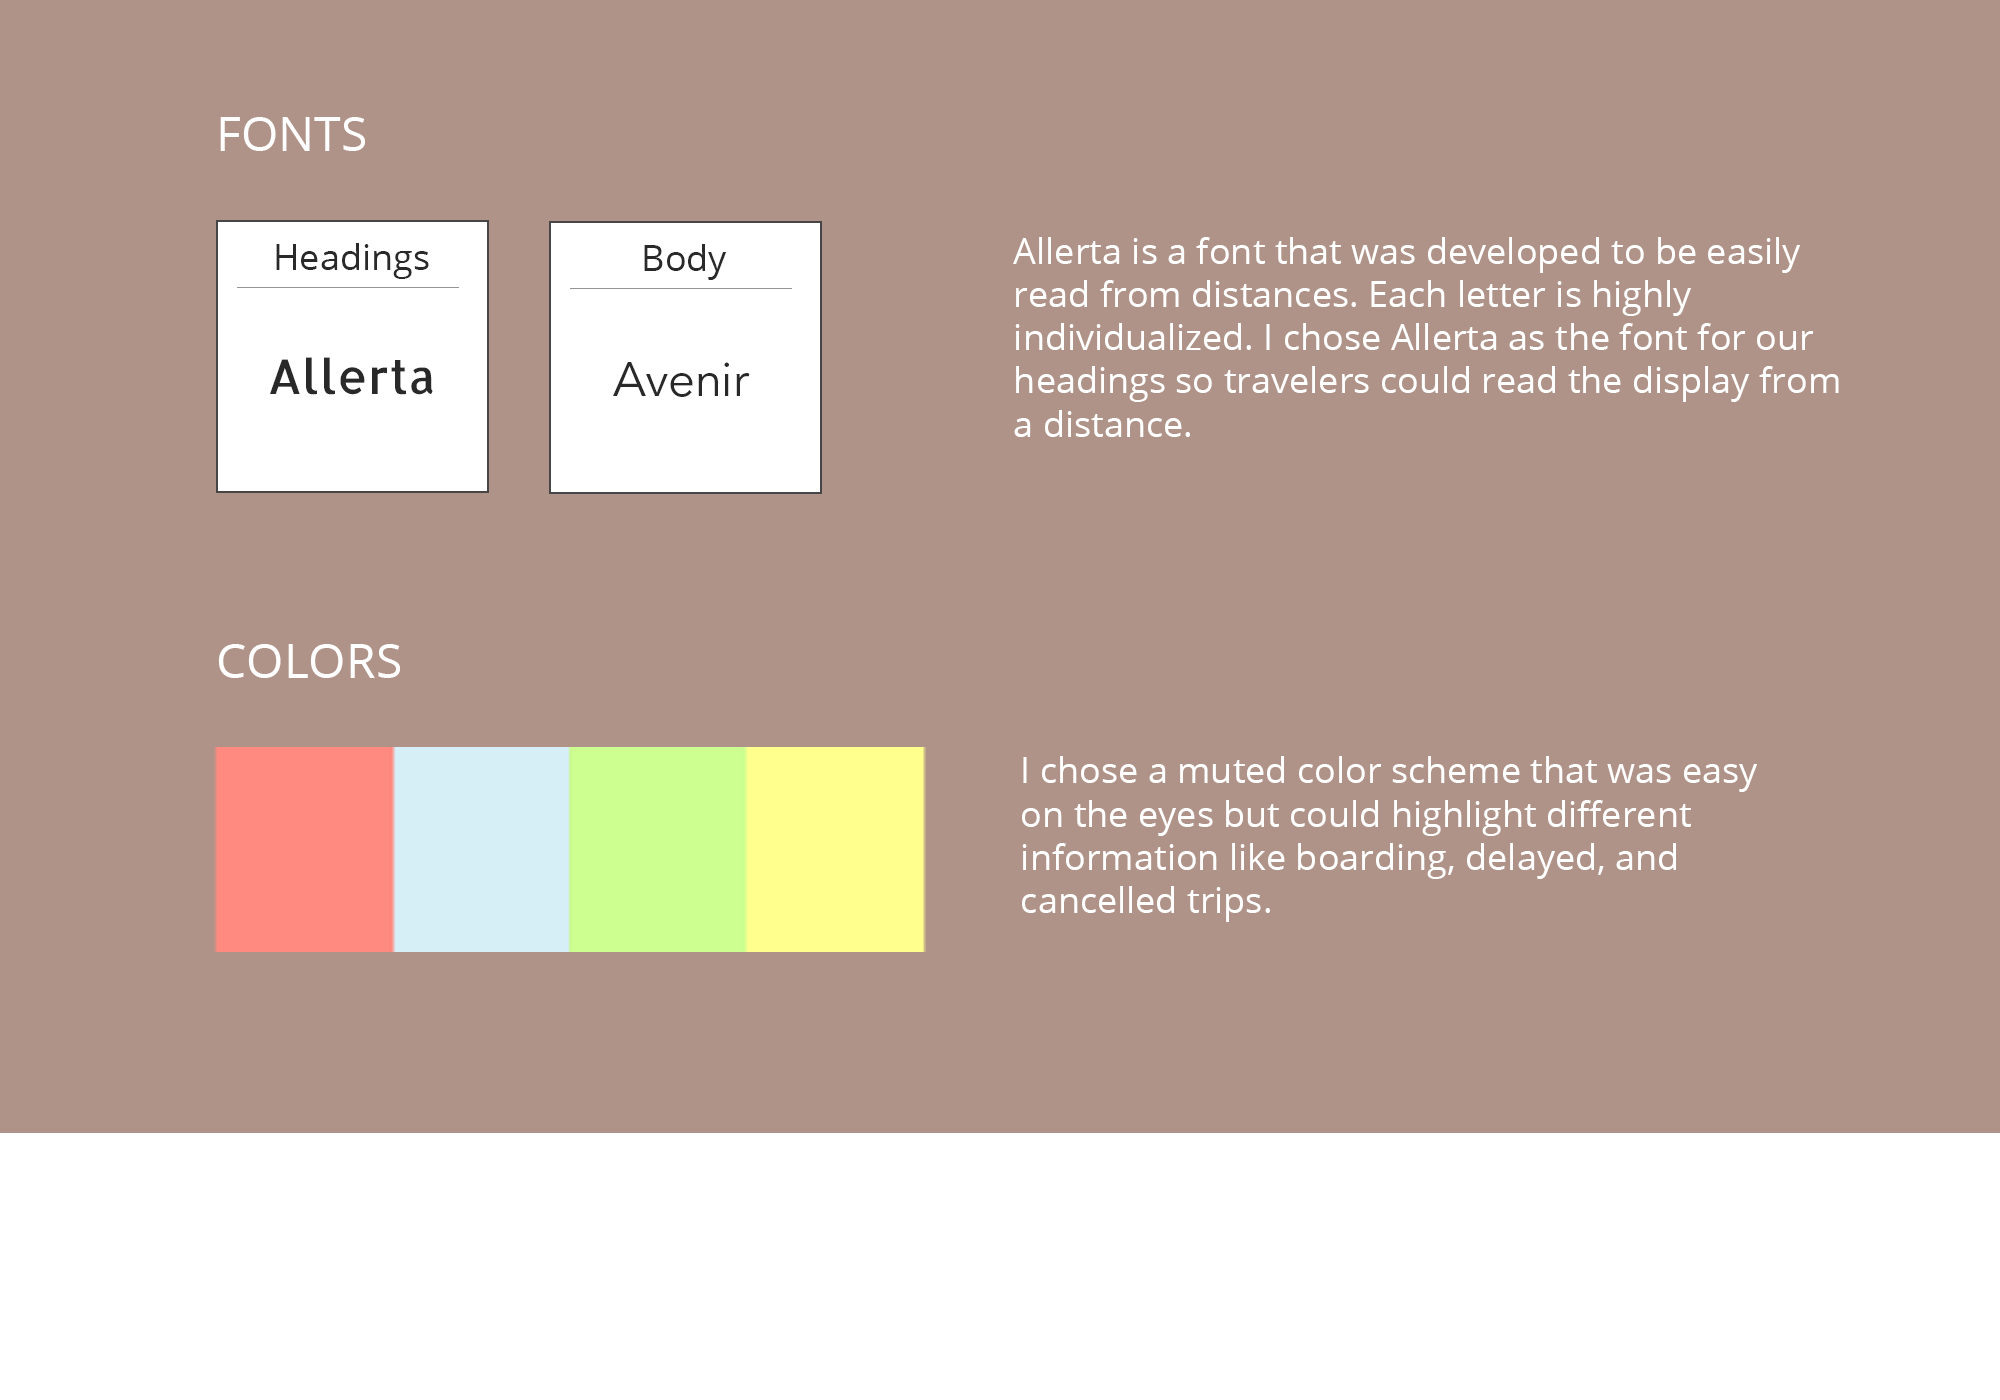 FONTS
Headings
Allerta
Body
Avenir
Allerta is a font that was developed to be easily
read from distances. Each letter is highly
individualized. I chose Allerta as the font for our
headings so travelers could read the display from
a distance.
COLORS
I chose a muted color scheme that was easy
on the eyes but could highlight different
information like boarding, delayed, and
cancelled trips.